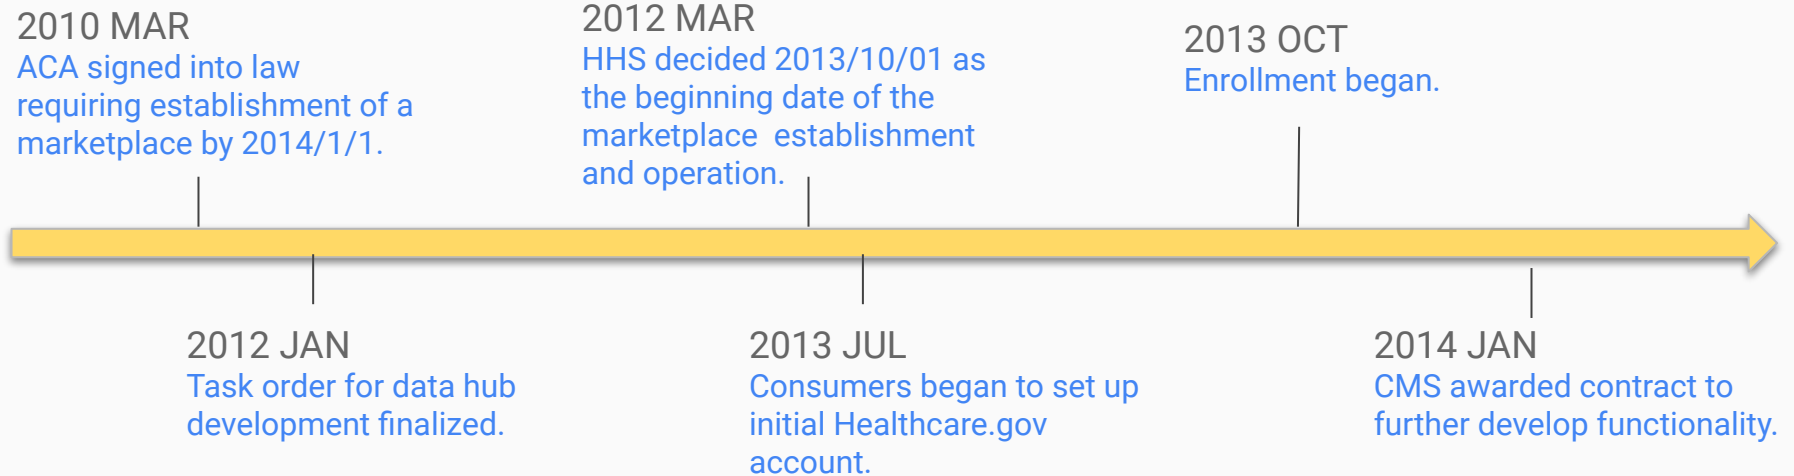 2010 MAR
ACA signed into law
requiring establishment of a
marketplace by 2014/1/1.
2012 MAR
HHS decided 2013/10/01 as
the beginning date of the
marketplace  establishment
and operation.
2013 OCT
Enrollment began.
2012 JAN
Task order for data hub
development finalized.
2013 JUL
Consumers began to set up
initial Healthcare.gov
account.
2014 JAN
CMS awarded contract to
further develop functionality.